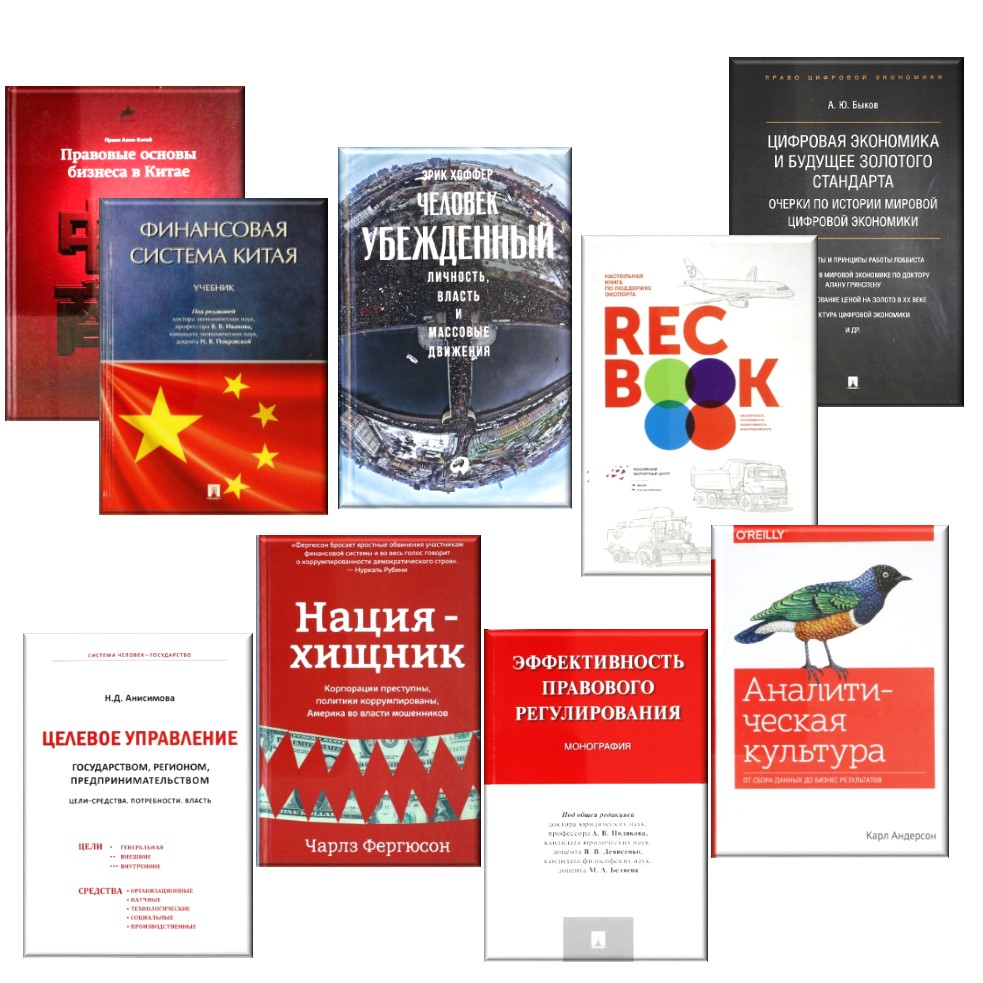 Право Азии: Китай
Правовые основы
бизнеса в Китае
ФИНАНСОВАЯ
СИСТЕМА КИТАЯ
УЧЕБНИК
Под редакцией
доктора экономических наук,
профессора В. В. Иванова,
кандидата экономических наук,
доцента Н. В. Покровской
ЭРИК ХОФФЕР
ЧЕЛОВЕК
УБЕЖДЕННЫЙ
ЛИЧНОСТЬ,
ВЛАСТЬ
И
МАССОВЫЕ
ДВИЖЕНИЯ
НАСТОЛЬНАЯ
КНИГА
ПО ПОДДЕРЖКЕ
ЭКСПОРТА
REC
BOOK
РОССИЙСКИЙ
ЭКСПОРТНЫЙ ЦЕНТР
ПРАВО ЦИФРОВОЙ ЭКОНОМИКИ
А. Ю. Быков
ЦИФРОВАЯ ЭКОНОМИКА
И БУДУЩЕЕ ЗОЛОТОГО
СТАНДАРТА
ОЧЕРКИ ПО ИСТОРИИ МИРОВОЙ
ЦИФРОВОЙ ЭКОНОМИКИ
ТЫ И ПРИНЦИПЫ РАБОТЫ ЛОББИСТА
В МИРОВОЙ ЭКОНОМИКЕ ПО ДОКТОРУ
АЛАНУ ГРИНСПЕНУ
ОВАНИЕ ЦЕНОЙ НА ЗОЛОТО В XX ВЕКЕ
КТУРА ЦИФРОВОЙ ЭКОНОМИКИ
И ДР.
СИСТЕМА ЧЕЛОВЕК—ГОСУДАРСТВО
Н.Д. Анисимова
ЦЕЛЕВОЕ УПРАВЛЕНИЕ
ГОСУДАРСТВОМ, РЕГИОНОМ,
ПРЕДПРИНИМАТЕЛЬСТВОМ
ЦЕЛИ-СРЕДСТВА. ПОТРЕБНОСТИ. ВЛАСТЬ
ЦЕЛИ • ГЕНЕРАЛЬНАЯ
•• ВНЕШНИЕ
••• ВНУТРЕННИЕ
СРЕДСТВА • ОРГАНИЗАЦИОННЫЕ
• НАУЧНЫЕ
• ТЕХНОЛОГИЧЕСКИЕ
• СОЦИАЛЬНЫЕ
• ПРОИЗВОДСТВЕННЫЕ
«Фергюсон бросает яростные обвинения участникам
финансовой системы и во весь голос говорит
о коррумпированности демократического строя».
— Нуриэль Рубини
Нация -
хищник
Корпорации преступны,
политики коррумпированы,
Америка во власти мошенников
Чарлз Фергюсон
ЭФФЕКТИВНОСТЬ
ПРАВОВОГО
РЕГУЛИРОВАНИЯ
МОНОГРАФИЯ
Под общей редакцией
доктора юридических наук,
профессора А. В. Полякова,
кандидата юридических наук,
доцента В. В. Денисенко,
кандидата философских наук,
доцента М. А. Беляева
O'REILLY
Аналити-
ческая
культура
ОТ СБОРА ДАННЫХ ДО БИЗНЕС-РЕЗУЛЬТАТОВ
Карл Андерсон